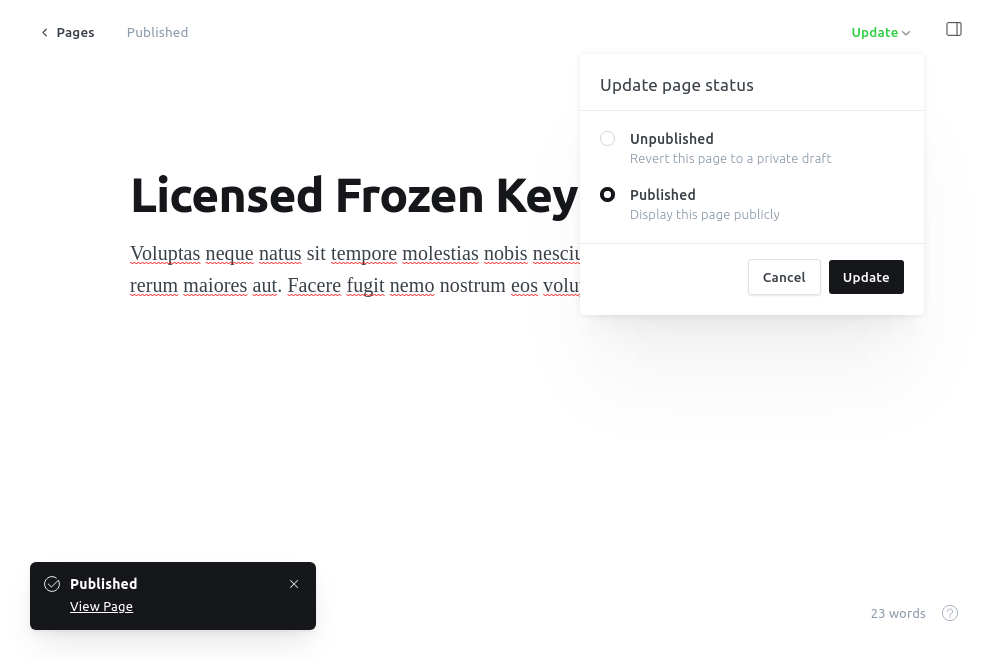 Pages
Published
Update
Update page status
Unpublished
Revert this page to a private draft
Published
Display this page publicly
Cancel
Update
Licensed Frozen Key
Voluptas neque natus sit tempore molestias nobis
rerum maiores aut. Facere fugit nemo nostrum eos
Published
View Page
23 words